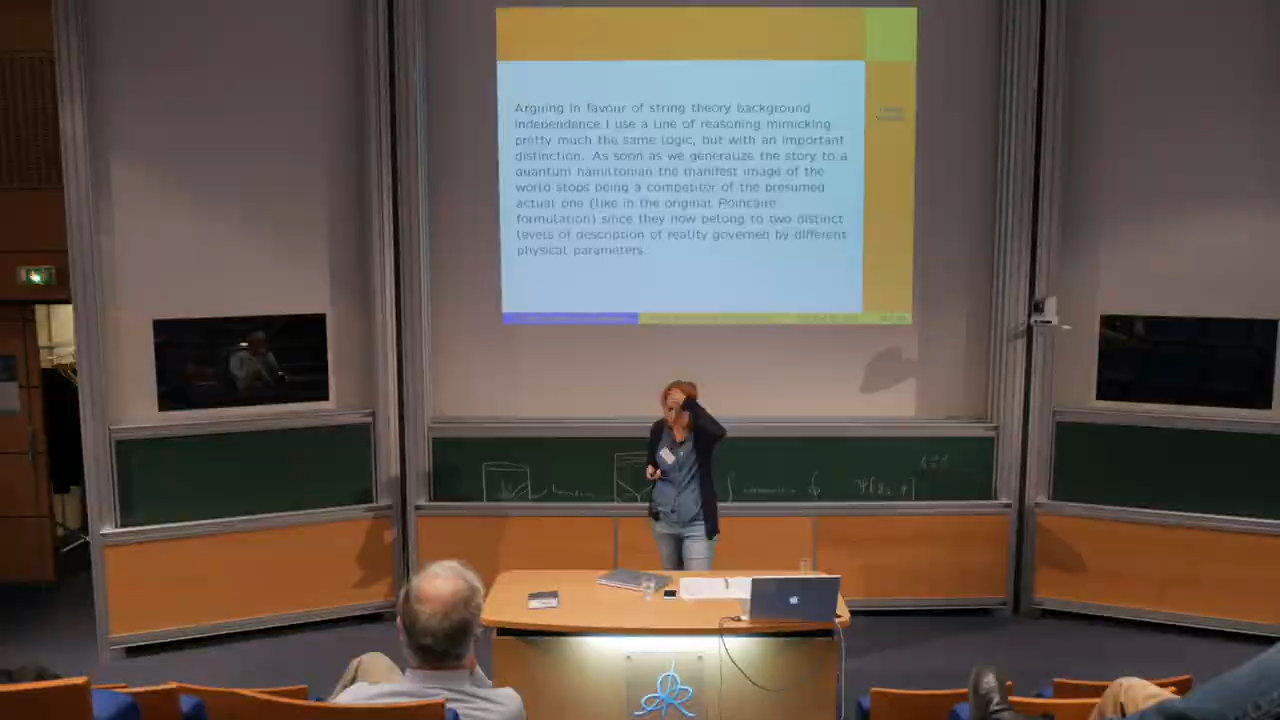 Arguing in favour of string theory background
independence I use a line of reasoning mimicking
pretty much the same logic, but with an important
distinction. As soon as we generalize the story to a
quantum hamiltonian the manifest image of the
world stops being a competitor of the presumed
actual one (like in the original Poincaire
formulation) since they now belong to two distinct
levels of description of reality governed by different
physical parameters.